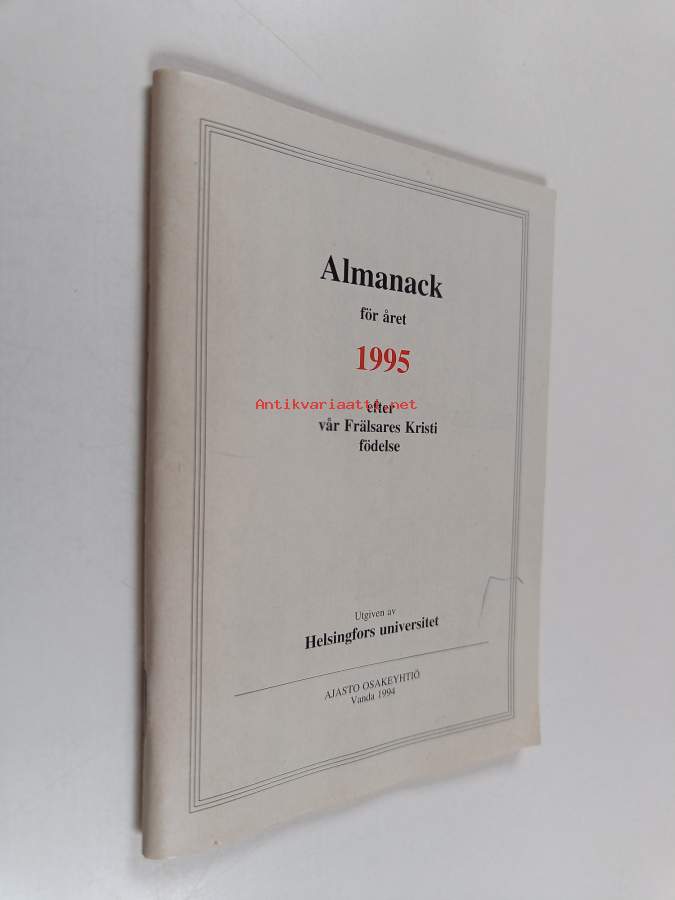 Almanack
för året
1995
Antikvariaatti.net
efter
vår Frälsares Kristi
födelse
Utgiven av
Helsingfors universitet
AJASTO OSAKEYHTIÖ
Vanda 1994